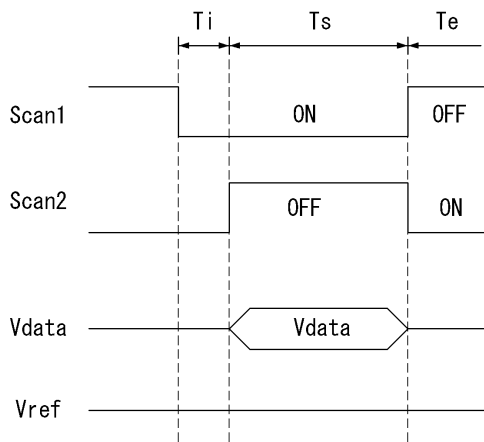 Ti Ts Te
Scan1 ON OFF
Scan2 OFF ON
Vdata Vdata
Vref